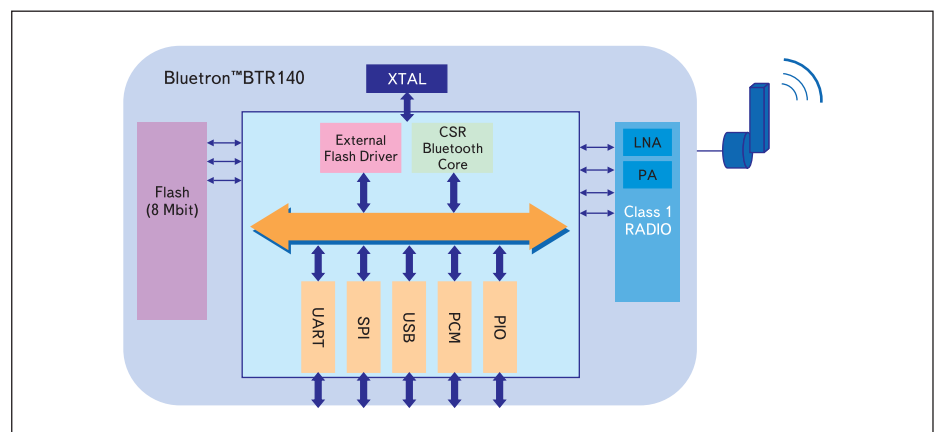 Bluetron™BTR140
XTAL
External
Flash Driver
CSR
Bluetooth
Core
Flash
(8 Mbit)
LNA
PA
Class 1
RADIO
UART
SPI
USB
PCM
PIO